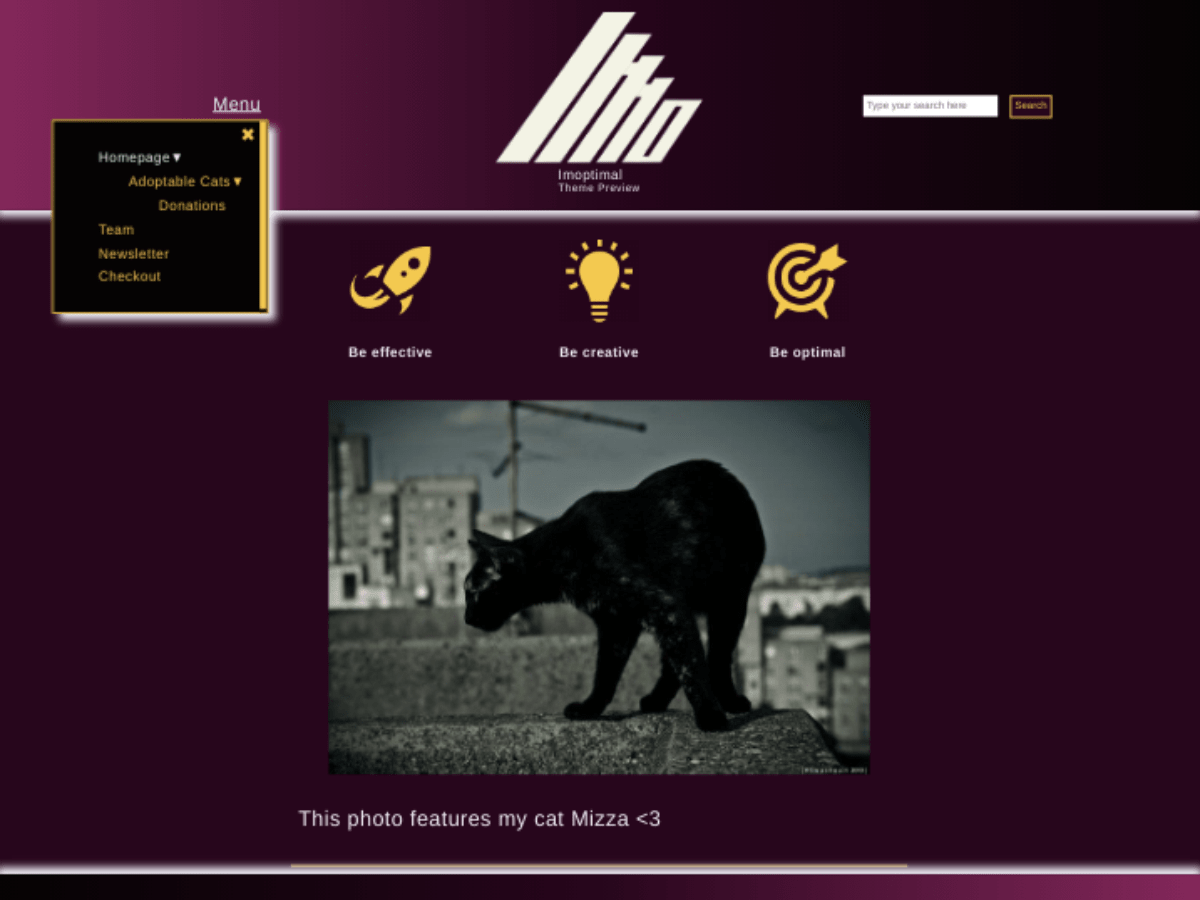 Menu
✖
Homepage▼
Adoptable Cats▼
Donations
Team
Newsletter
Checkout
Imo
Imoptimal
Theme Preview
Type your search here
Search
Be effective
Be creative
Be optimal
This photo features my cat Mizza <3